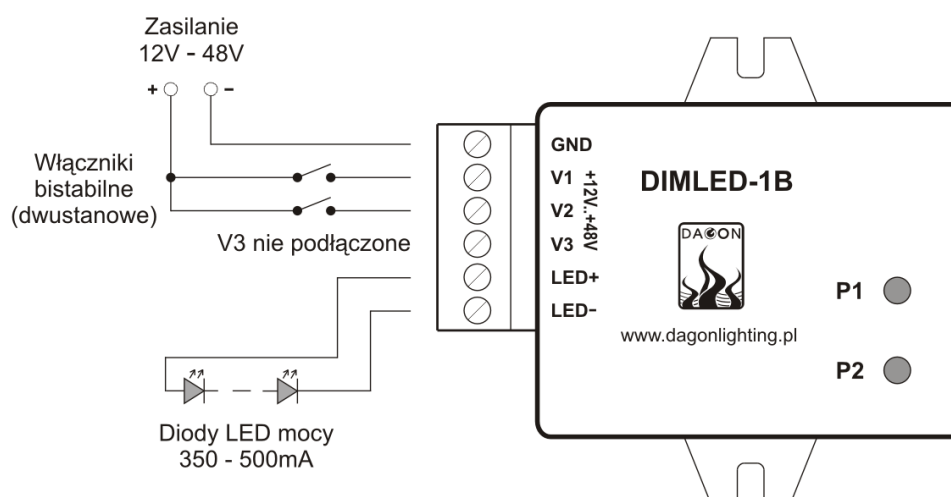 Zasilanie
12V - 48V
+ -
Włączniki
bistabilne
(dwustanowe)
V3 nie podłączone
Diody LED mocy
350 - 500mA
GND
V1
V2
V3
+12V..+48V
LED+
LED-
DIMLED-1B
DAGON
www.dagonlighting.pl
P1
P2